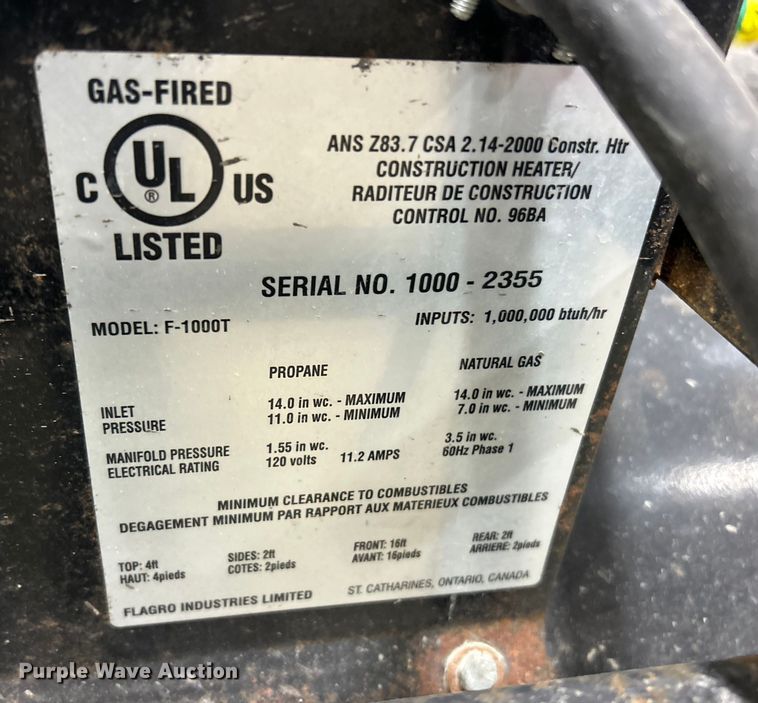 GAS-FIRED
C UL ® US
LISTED
ANS Z83.7 CSA 2.14-2000 Constr. Htr
CONSTRUCTION HEATER/
RADITEUR DE CONSTRUCTION
CONTROL NO. 96BA
SERIAL NO. 1000 - 2355
MODEL: F-1000T
INPUTS: 1,000,000 btuh/hr
PROPANE NATURAL GAS
INLET PRESSURE
14.0 in wc. - MAXIMUM 14.0 in wc. - MAXIMUM
11.0 in wc. - MINIMUM 7.0 in wc. - MINIMUM
MANIFOLD PRESSURE 1.55 in wc. 3.5 in wc.
ELECTRICAL RATING 120 volts 11.2 AMPS 60Hz Phase 1
MINIMUM CLEARANCE TO COMBUSTIBLES
DEGAGEMENT MINIMUM PAR RAPPORT AUX MATERIEUX COMBUSTIBLES
TOP: 4ft SIDES: 2ft FRONT: 16ft REAR: 2ft
HAUT: 4pieds COTES: 2pieds AVANT: 16pieds ARRIERE: 2pieds
FLAGRO INDUSTRIES LIMITED ST. CATHARINES, ONTARIO, CANADA
Purple Wave Auction